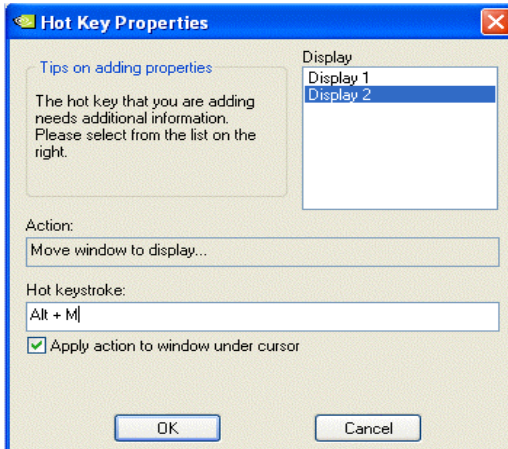 Hot Key Properties
Tips on adding properties
The hot key that you are adding
needs additional information.
Please select from the list on the
right.
Display
Display 1
Display 2
Action:
Move window to display...
Hot keystroke:
Alt + M
Apply action to window under cursor
OK
Cancel